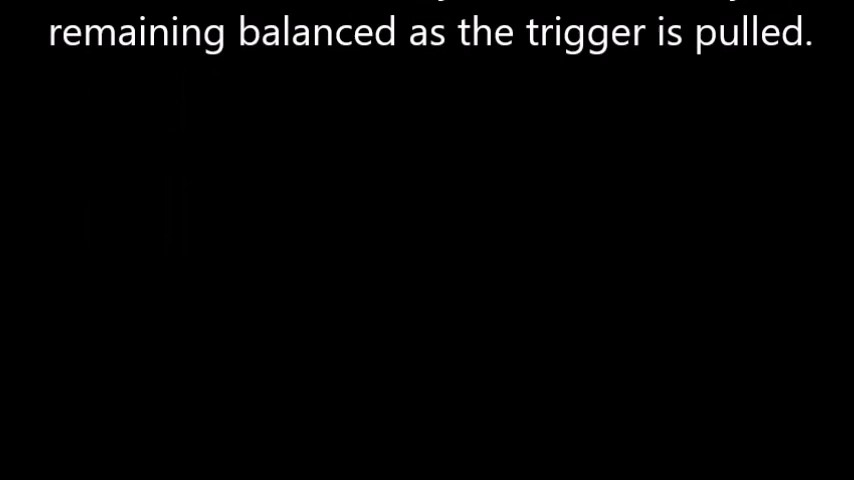 remaining balanced as the trigger is pulled.